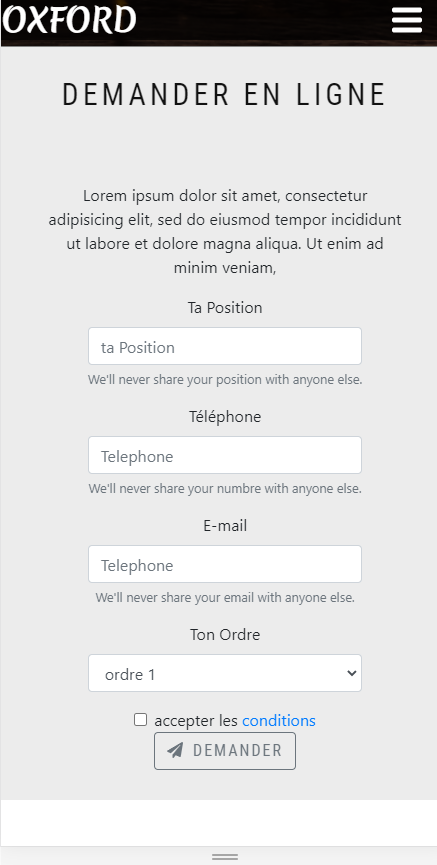 OXFORD
DEMANDER EN LIGNE
Lorem ipsum dolor sit amet, consectetur
adipisicing elit, sed do eiusmod tempor incididunt
ut labore et dolore magna aliqua. Ut enim ad
minim veniam,
Ta Position
ta Position
We'll never share your position with anyone else.
Téléphone
Telephone
We'll never share your numbre with anyone else.
E-mail
Telephone
We'll never share your email with anyone else.
Ton Ordre
ordre 1
accepter les conditions
DEMANDER